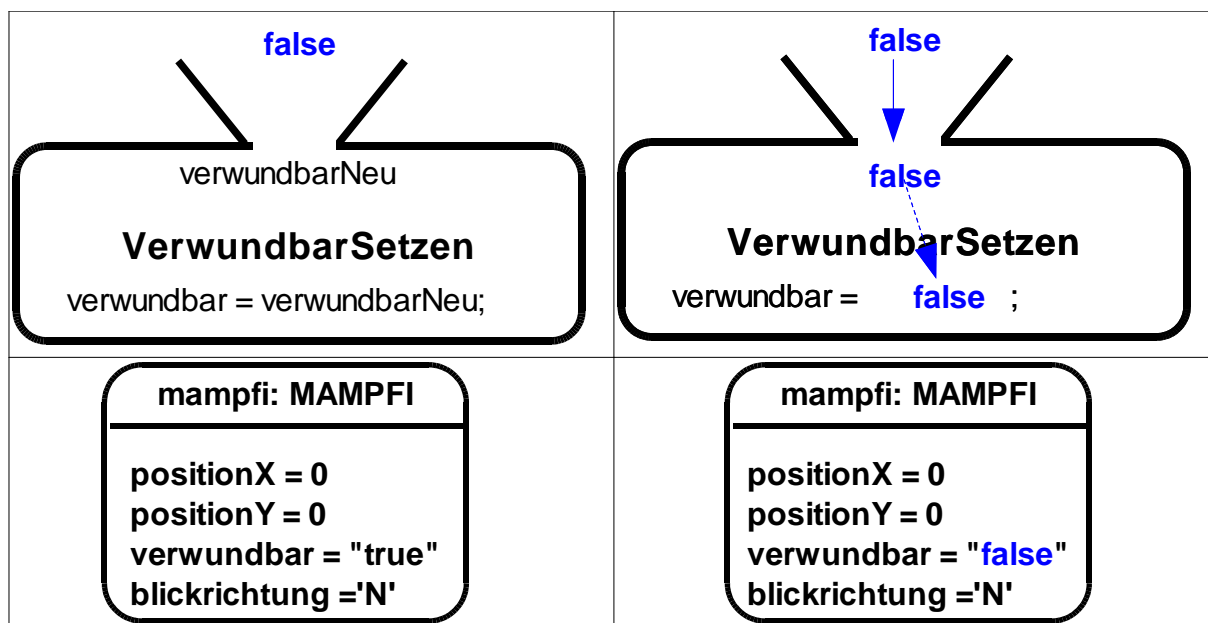 false
verwundbarNeu
VerwundbarSetzen
verwundbar = verwundbarNeu;
false
false
VerwundbarSetzen
verwundbar = false ;
mampfi: MAMPFI
positionX = 0
positionY = 0
verwundbar = "true"
blickrichtung ='N'
mampfi: MAMPFI
positionX = 0
positionY = 0
verwundbar = "false"
blickrichtung ='N'